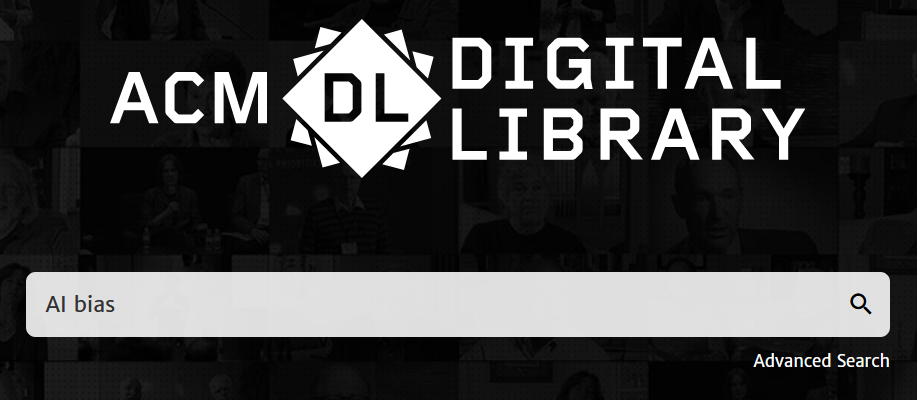 ACM DL DIGITAL
LIBRARY
AI bias
Advanced Search